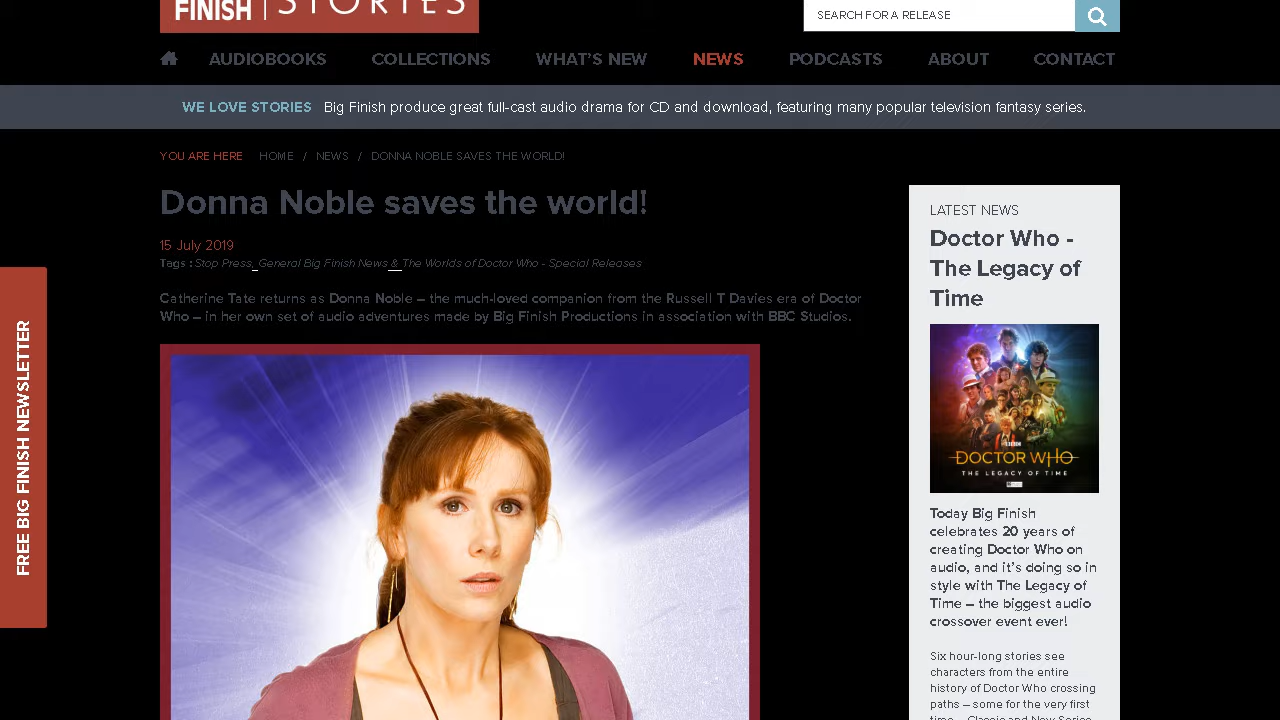 FINISH | STORIES
SEARCH FOR A RELEASE
AUDIOBOOKS COLLECTIONS WHAT'S NEW NEWS PODCASTS ABOUT CONTACT
WE LOVE STORIES Big Finish produce great full-cast audio drama for CD and download, featuring many popular television fantasy series.
YOU ARE HERE HOME / NEWS / DONNA NOBLE SAVES THE WORLD!
Donna Noble saves the world!
15 July 2019
Tags : Stop Press, General Big Finish News & The Worlds of Doctor Who - Special Releases
Catherine Tate returns as Donna Noble – the much-loved companion from the Russell T Davies era of Doctor
Who – in her own set of audio adventures made by Big Finish Productions in association with BBC Studios.
FREE BIG FINISH NEWSLETTER
LATEST NEWS
Doctor Who -
The Legacy of
Time
BBC
DOCTOR WHO
THE LEGACY OF TIME
Today Big Finish
celebrates 20 years of
creating Doctor Who on
audio, and it's doing so in
style with The Legacy of
Time – the biggest audio
crossover event ever!
Six hour-long stories see
characters from the entire
history of Doctor Who crossing
paths – some for the very first
time – Classic and New Series